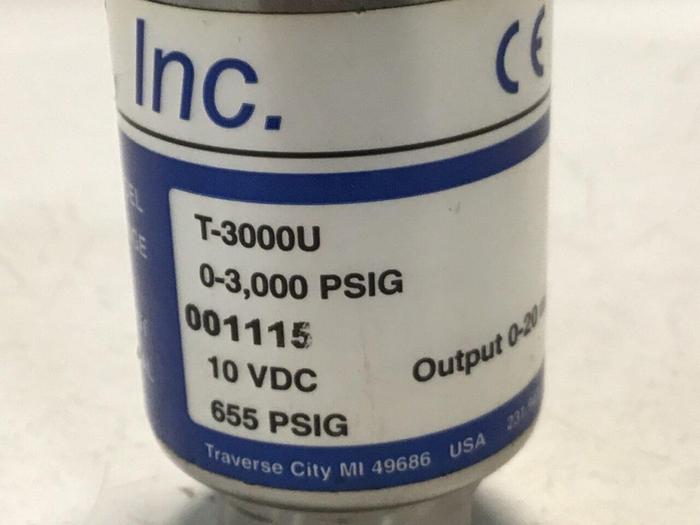 Inc. CE
T-3000U
0-3,000 PSIG
001115
10 VDC
Output 0-20
655 PSIG
Traverse City MI 49686 USA